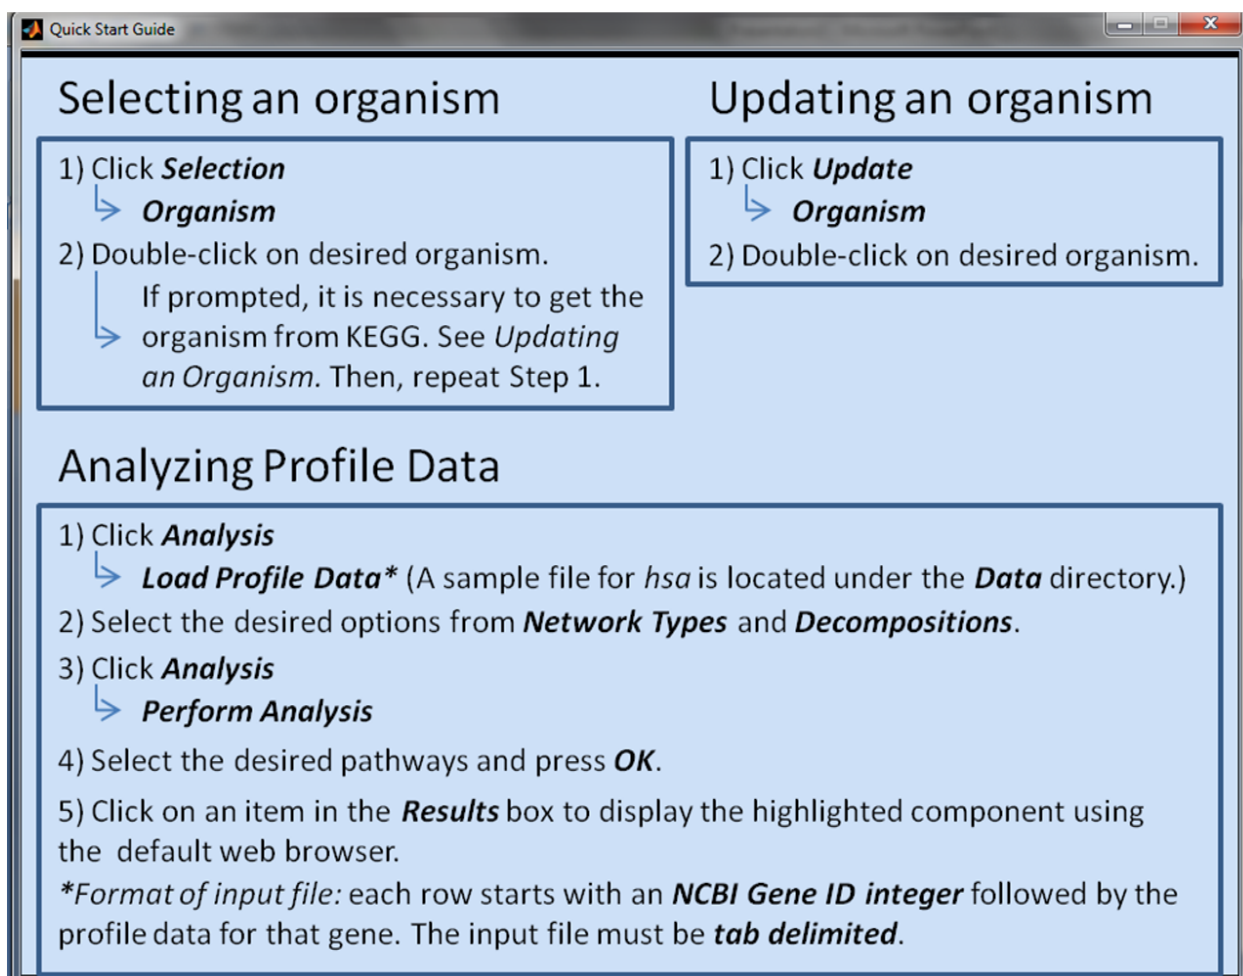 Quick Start Guide
Selecting an organism
1) Click Selection
Organism
2) Double-click on desired organism.
If prompted, it is necessary to get the
organism from KEGG. See Updating
an Organism. Then, repeat Step 1.
Updating an organism
1) Click Update
Organism
2) Double-click on desired organism.
Analyzing Profile Data
1) Click Analysis
Load Profile Data* (A sample file for hsa is located under the Data directory.)
2) Select the desired options from Network Types and Decompositions.
3) Click Analysis
Perform Analysis
4) Select the desired pathways and press OK.
5) Click on an item in the Results box to display the highlighted component using
the default web browser.
*Format of input file: each row starts with an NCBI Gene ID integer followed by the
profile data for that gene. The input file must be tab delimited.